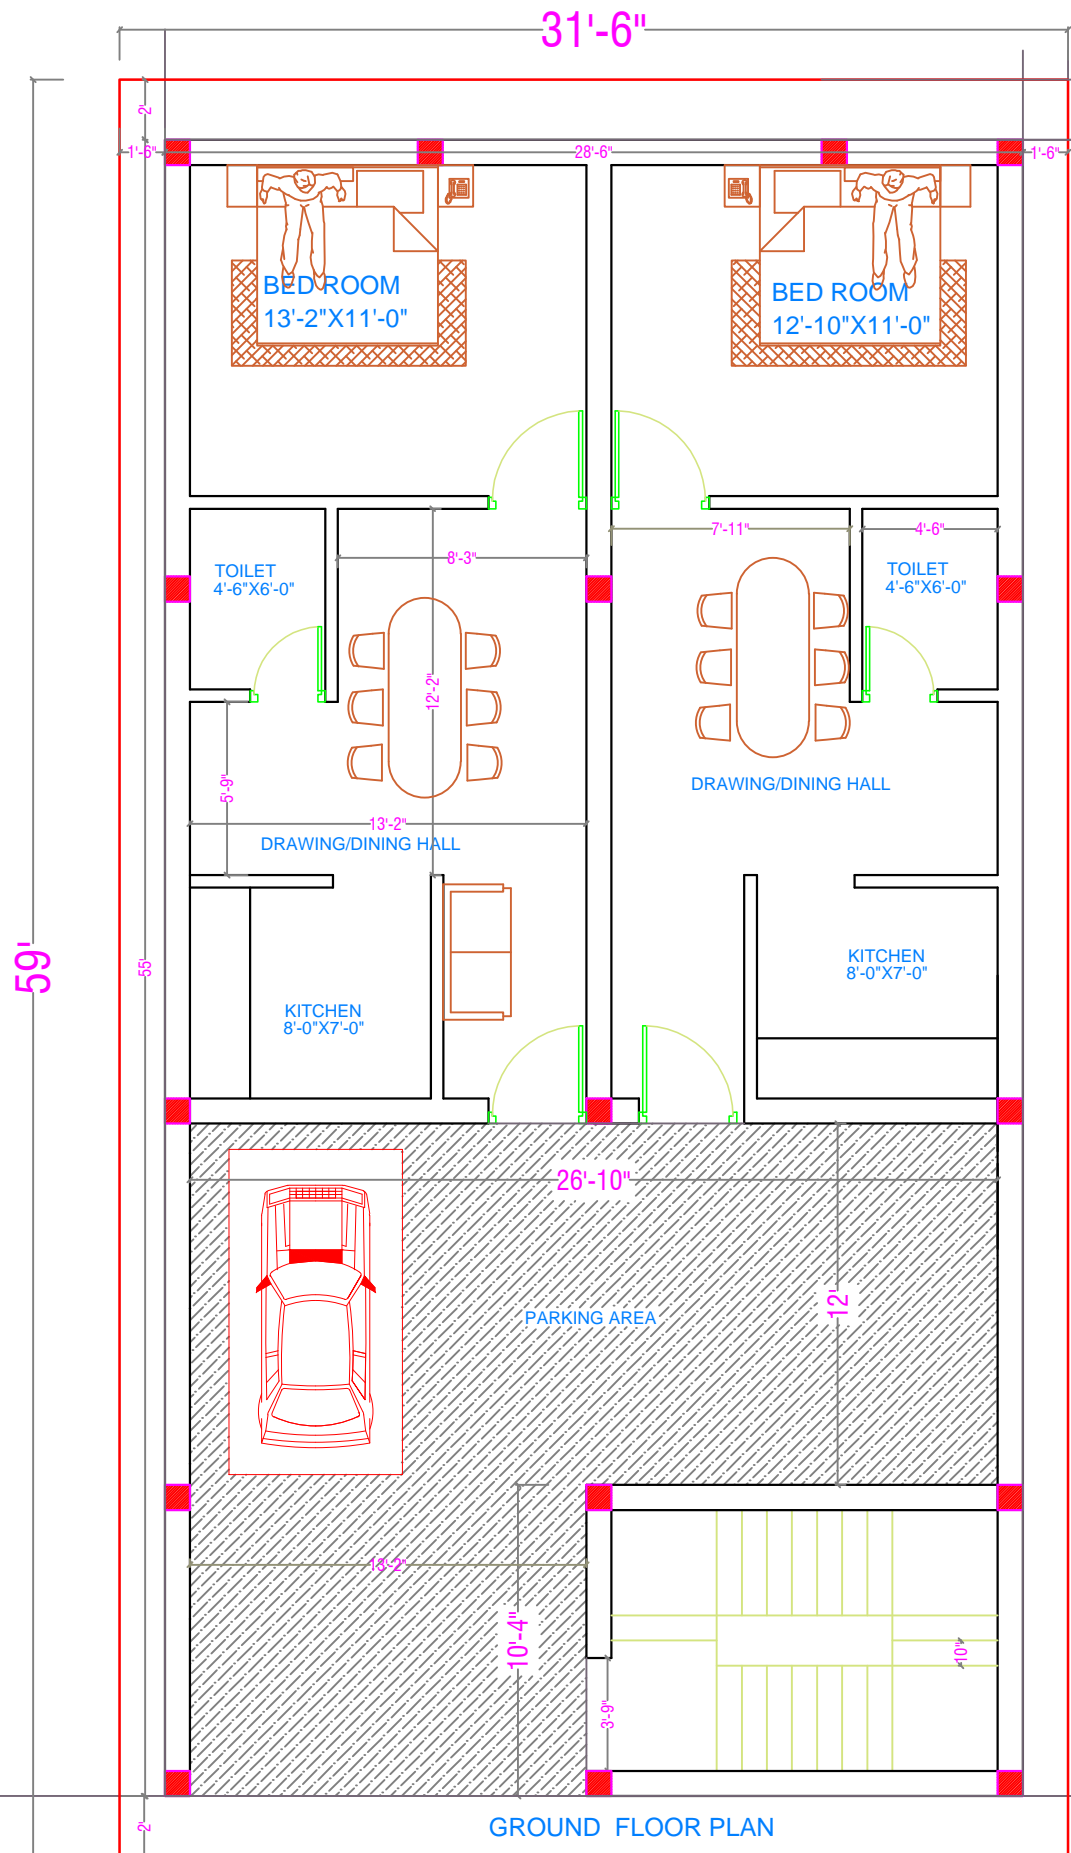 31'-6"
2'
1'-6"
28'-6"
1'-6"
BED ROOM
13'-2"X11'-0"
BED ROOM
12'-10"X11'-0"
7'-11"
4'-6"
8'-3"
TOILET
4'-6"X6'-0"
TOILET
4'-6"X6'-0"
12'-2"
5'-9"
DRAWING/DINING HALL
13'-2"
DRAWING/DINING HALL
59'
55'
KITCHEN
8'-0"X7'-0"
KITCHEN
8'-0"X7'-0"
26'-10"
12'
PARKING AREA
13'-2"
10'-4"
10"
3'-9"
2'
GROUND FLOOR PLAN